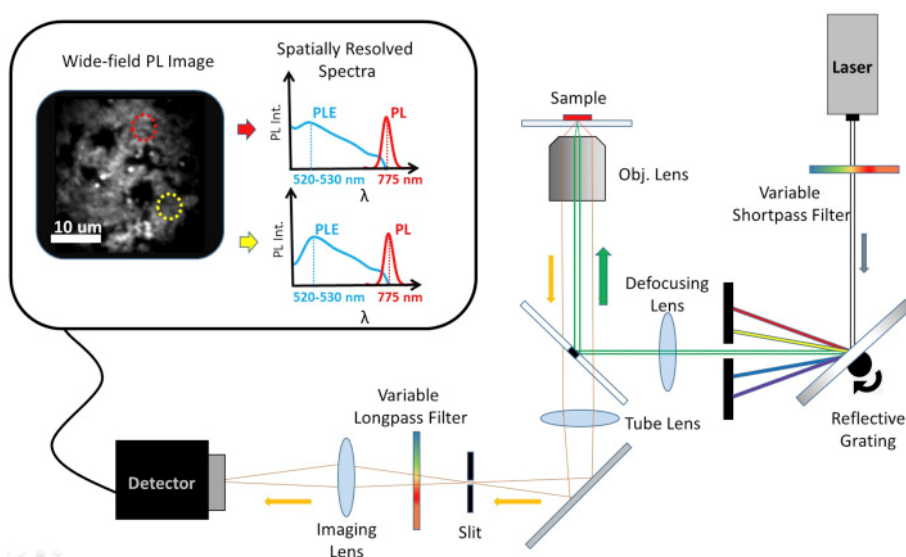 Wide-field PL Image
Spatially Resolved
Spectra
PL Int.
PLE
PL
520-530 nm
775 nm
λ
10 um
PL Int.
PLE
PL
520-530 nm
775 nm
λ
Sample
Obj. Lens
Laser
Variable
Shortpass Filter
Defocusing
Lens
Reflective
Grating
Tube Lens
Variable
Longpass Filter
Detector
Imaging
Lens
Slit